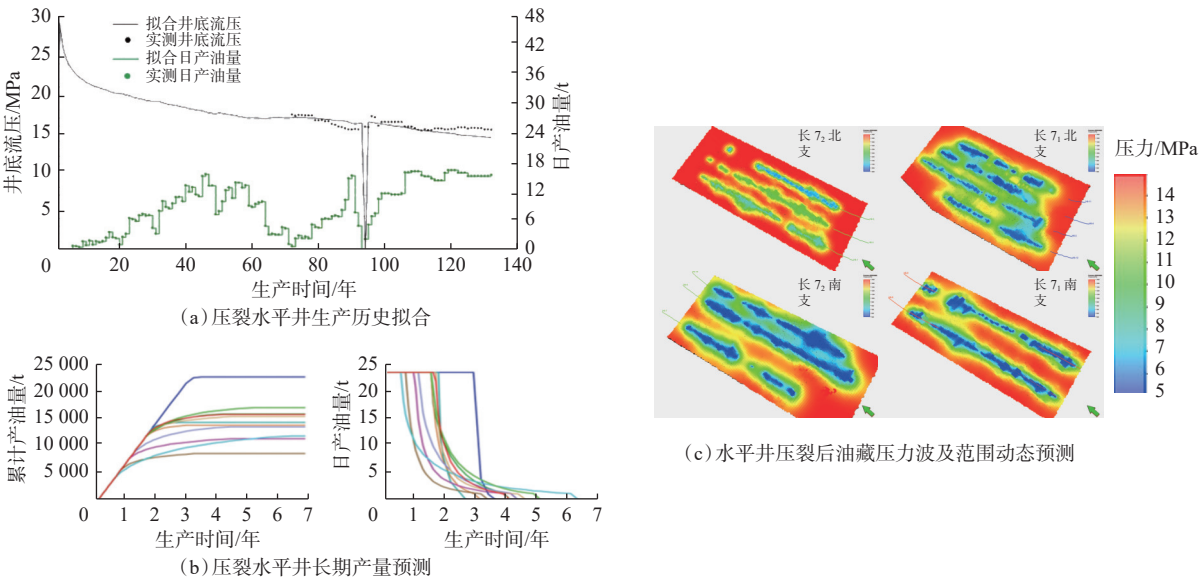 30
25
20
15
10
5
0
井底流压/MPa
拟合井底流压
实测井底流压
拟合日产油量
实测日产油量
48
42
36
30
24
18
12
6
0
日产油量/t
20
40
60
80
100
120
140
生产时间/年
(a)压裂水平井生产历史拟合
25 000
20 000
15 000
10 000
5 000
0
累计产油量/t
1
2
3
4
5
6
7
生产时间/年
25
20
15
10
5
0
日产油量/t
1
2
3
4
5
6
7
生产时间/年
(b)压裂水平井长期产量预测
长 7₂ 北
支
长 7₁ 北
支
长 7₂ 南
支
长 7₁ 南
支
压力/MPa
14
13
12
11
10
9
8
7
6
5
(c)水平井压裂后油藏压力波及范围动态预测